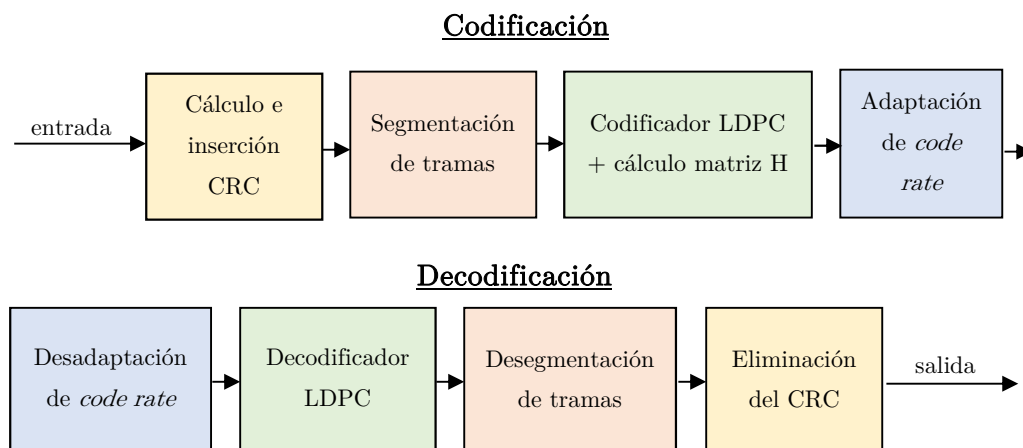 Codificación
entrada
Cálculo e
inserción
CRC
Segmentación
de tramas
Codificador LDPC
+ cálculo matriz H
Adaptación
de code
rate
Decodificación
Desadaptación
de code rate
Decodificador
LDPC
Desegmentación
de tramas
Eliminación
del CRC
salida